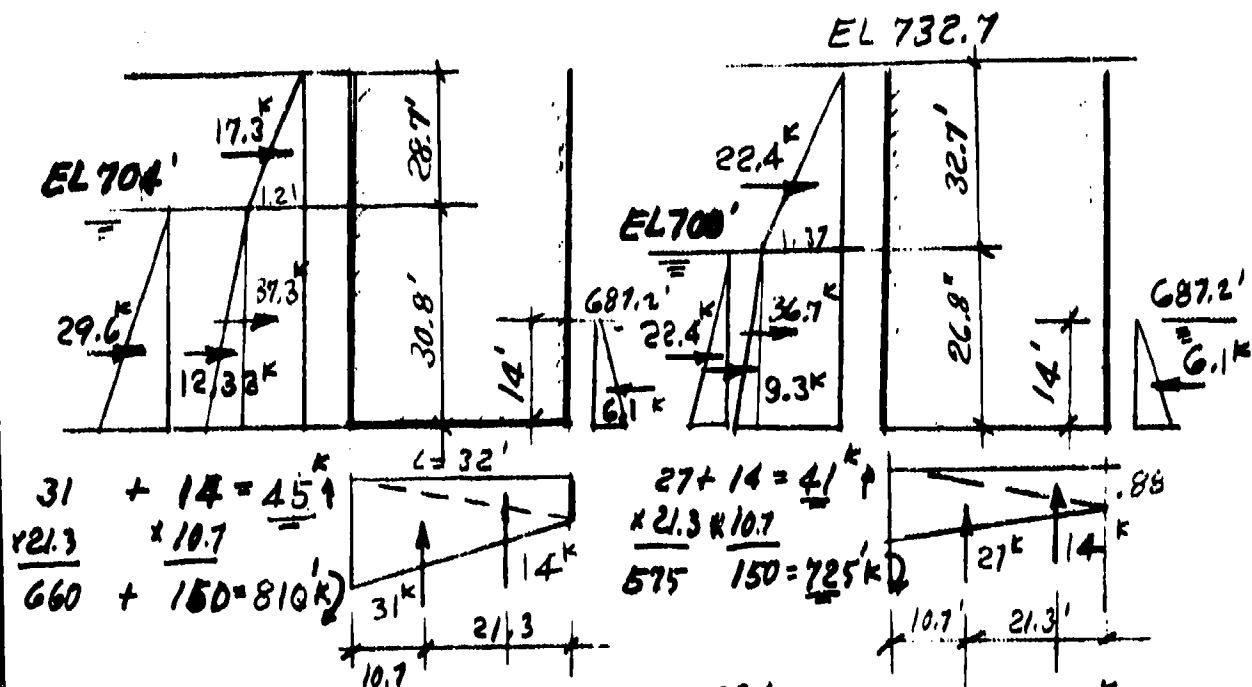 EL 732.7
17.3ᴷ
28.7'
22.4ᴷ
32.7'
EL 704'
1.21
EL 700'
1.37
37.3ᴷ
29.6ᴷ
30.8'
687.2'
22.4ᴷ
36.7ᴷ
26.8"
687.2'
14'
14'
9.3ᴷ
6.1ᴷ
6.1ᴷ
L=32'
31 + 14 = 45ᴷ↑
x21.3 x10.7
660 + 150=810'K
31ᴷ
14ᴷ
21.3
10.7
27+ 14 = 41ᴷ↑
x21.3 x10.7
575 150=725'K
.88
27ᴷ
14ᴷ
10.7'
21.3'